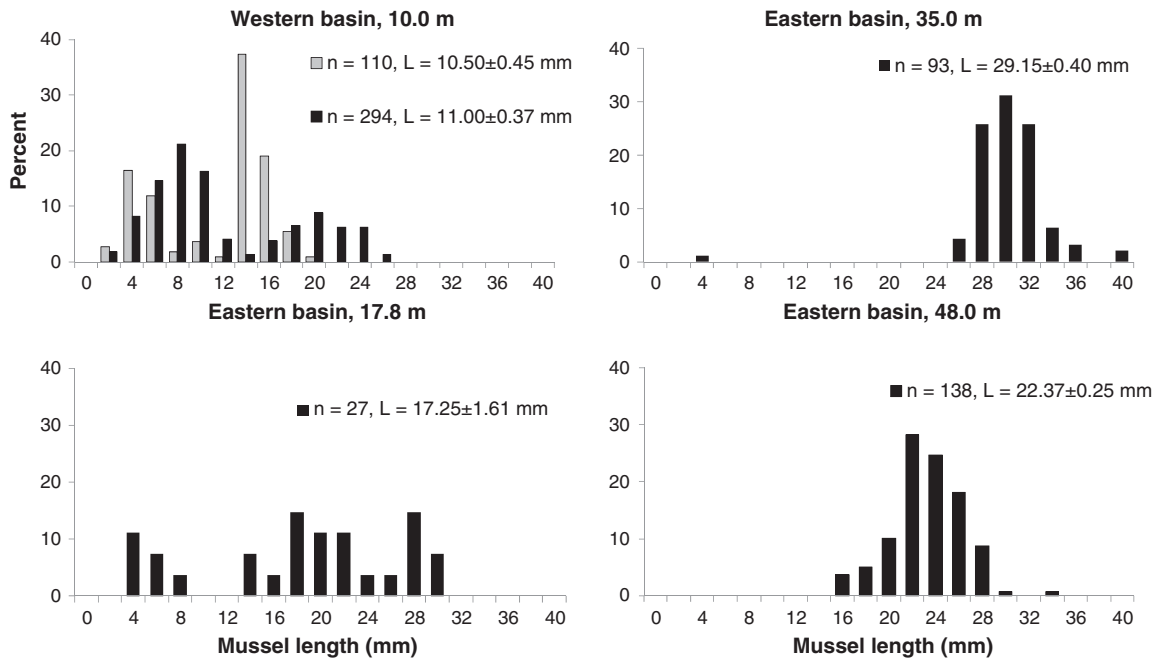 Western basin, 10.0 m
40
30
20
10
0
Percent
n = 110, L = 10.50±0.45 mm
n = 294, L = 11.00±0.37 mm
0 4 8 12 16 20 24 28 32 36 40
Eastern basin, 35.0 m
40
30
20
10
0
n = 93, L = 29.15±0.40 mm
0 4 8 12 16 20 24 28 32 36 40
Eastern basin, 17.8 m
40
30
20
10
0
n = 27, L = 17.25±1.61 mm
0 4 8 12 16 20 24 28 32 36 40
Mussel length (mm)
Eastern basin, 48.0 m
40
30
20
10
0
n = 138, L = 22.37±0.25 mm
0 4 8 12 16 20 24 28 32 36 40
Mussel length (mm)